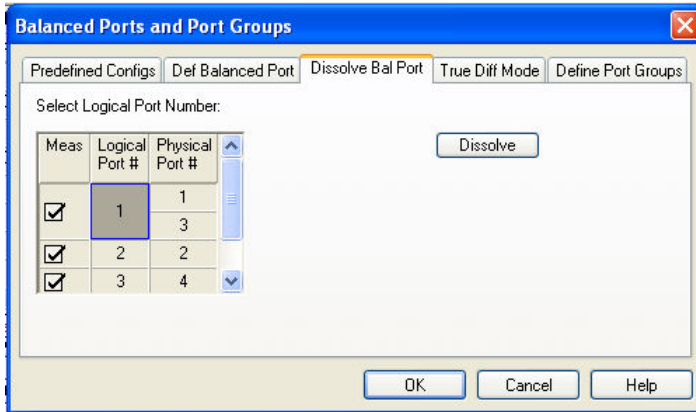 Balanced Ports and Port Groups
Predefined Configs Def Balanced Port Dissolve Bal Port True Diff Mode Define Port Groups
Select Logical Port Number:
Meas Logical Port # Physical Port #
1 1
3
2 2
3 4
Dissolve
OK Cancel Help